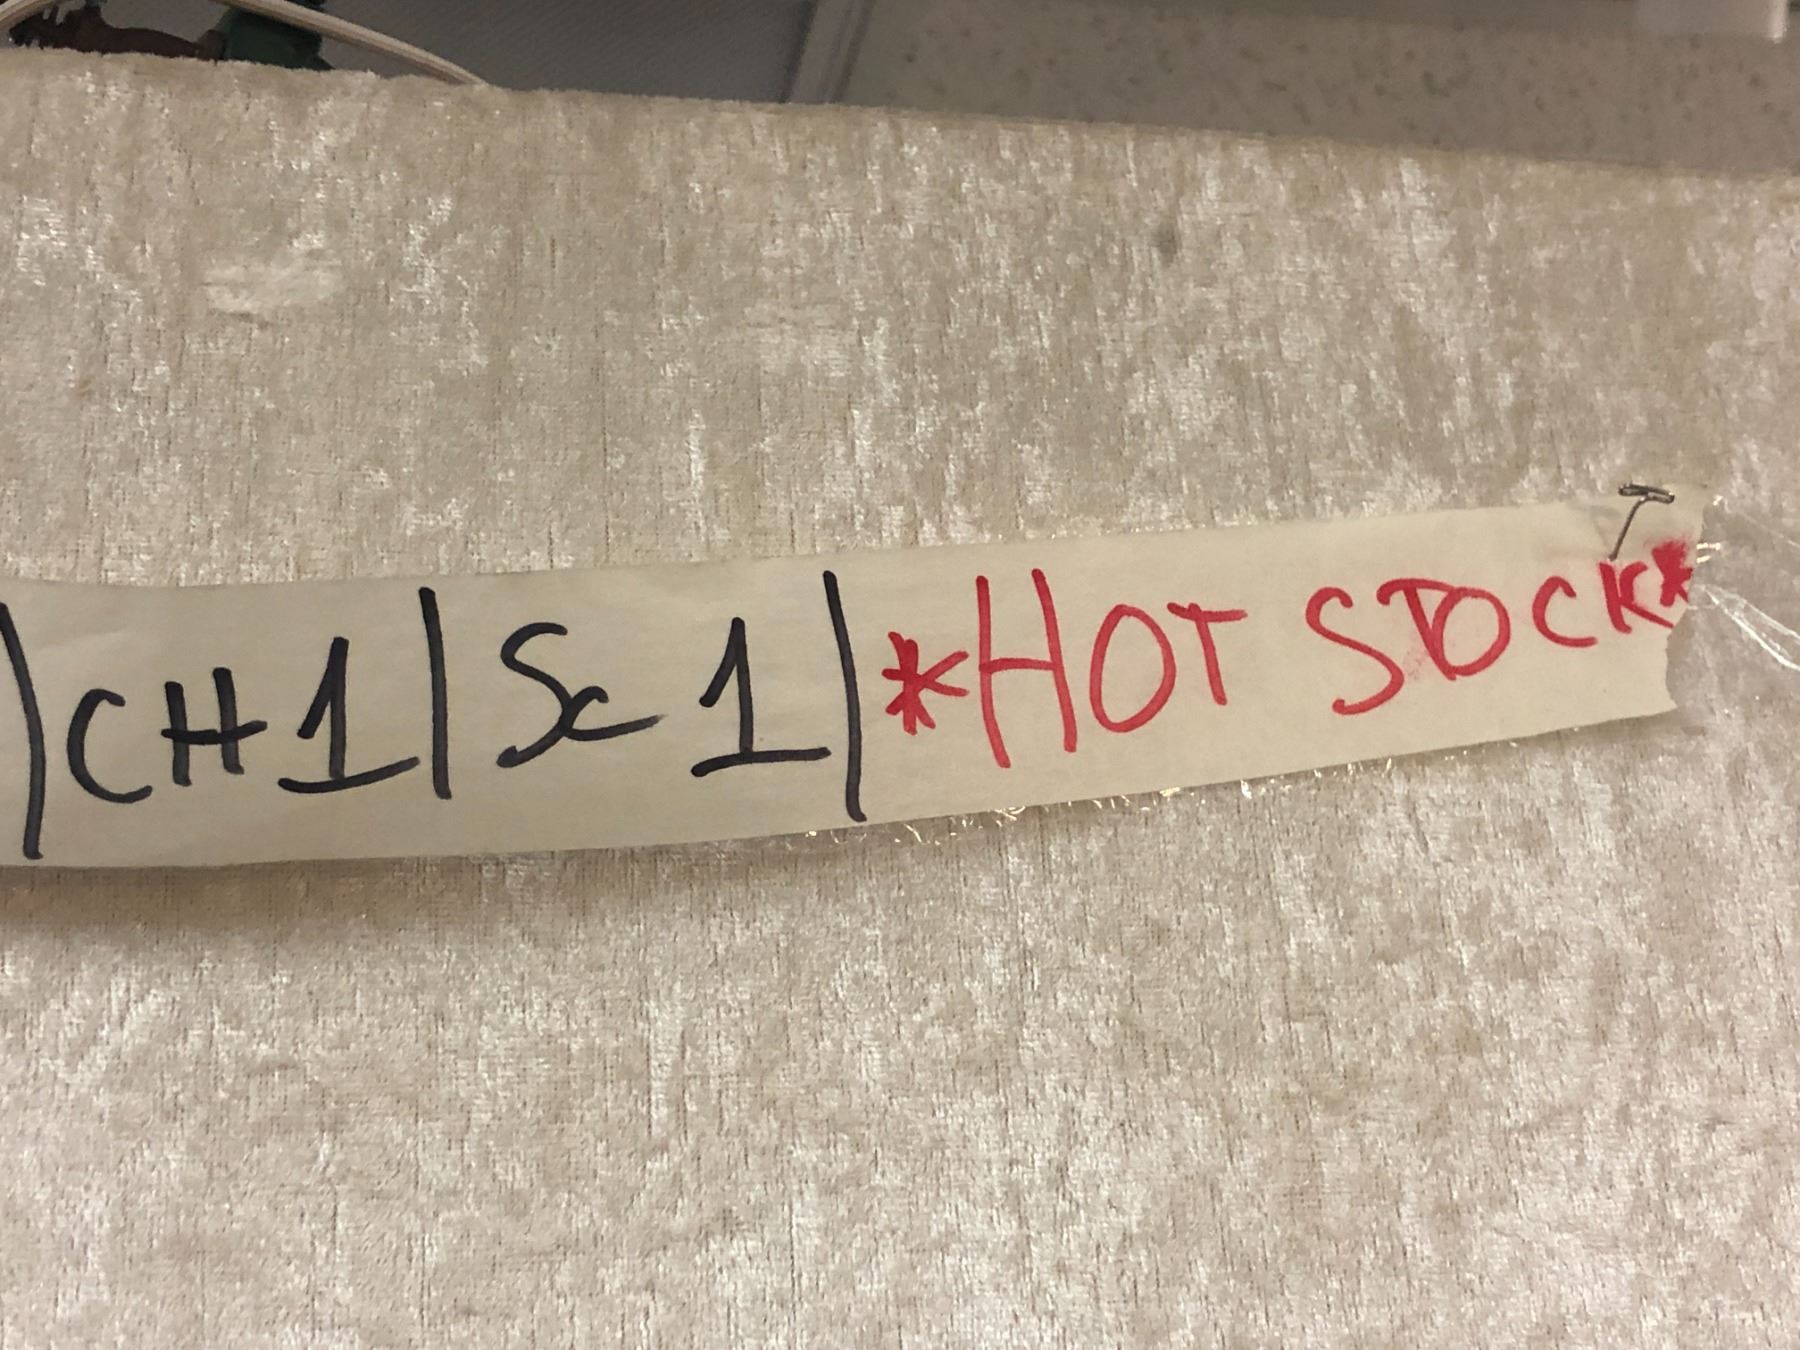 |CH 1|Sc 1|*HOT STOCK*